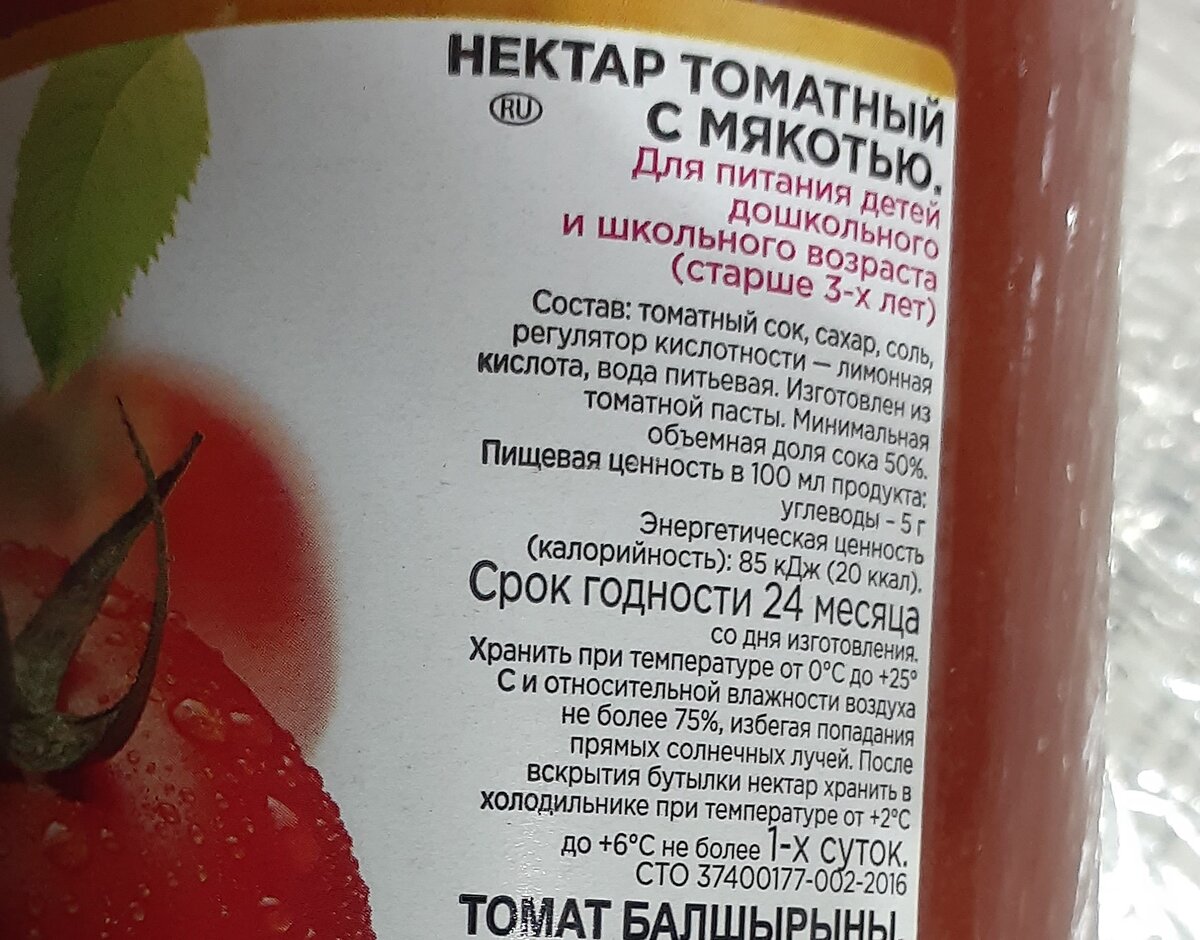 НЕКТАР ТОМАТНЫЙ
RU
С МЯКОТЬЮ.
Для питания детей
дошкольного
и школьного возраста
(старше 3-х лет)
Состав: томатный сок, сахар, соль,
регулятор кислотности — лимонная
кислота, вода питьевая. Изготовлен из
томатной пасты. Минимальная
объемная доля сока 50%.
Пищевая ценность в 100 мл продукта:
углеводы - 5 г
Энергетическая ценность
(калорийность): 85 кДж (20 ккал).
Срок годности 24 месяца
со дня изготовления.
Хранить при температуре от 0°С до +25°
С и относительной влажности воздуха
не более 75%, избегая попадания
прямых солнечных лучей. После
вскрытия бутылки нектар хранить в
холодильнике при температуре от +2°С
до +6°С не более 1-х суток.
СТО 37400177-002-2016
ТОМАТ БАЛШЫРЫНЫ.